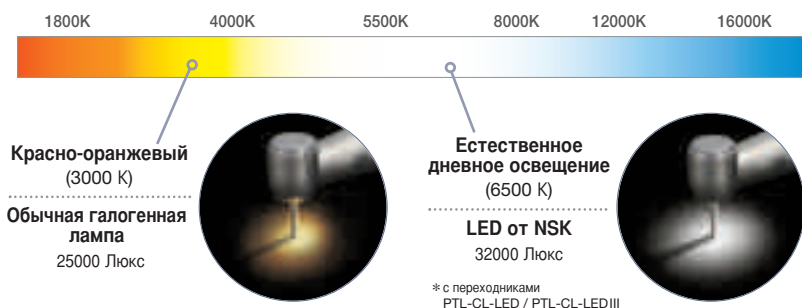 1800K 4000K 5500K 8000K 12000K 16000K
Красно-оранжевый
(3000 К)
Обычная галогенная
лампа
25000 Люкс
Естественное
дневное освещение
(6500 К)
LED от NSK
32000 Люкс
* с переходниками
PTL-CL-LED / PTL-CL-LEDIII